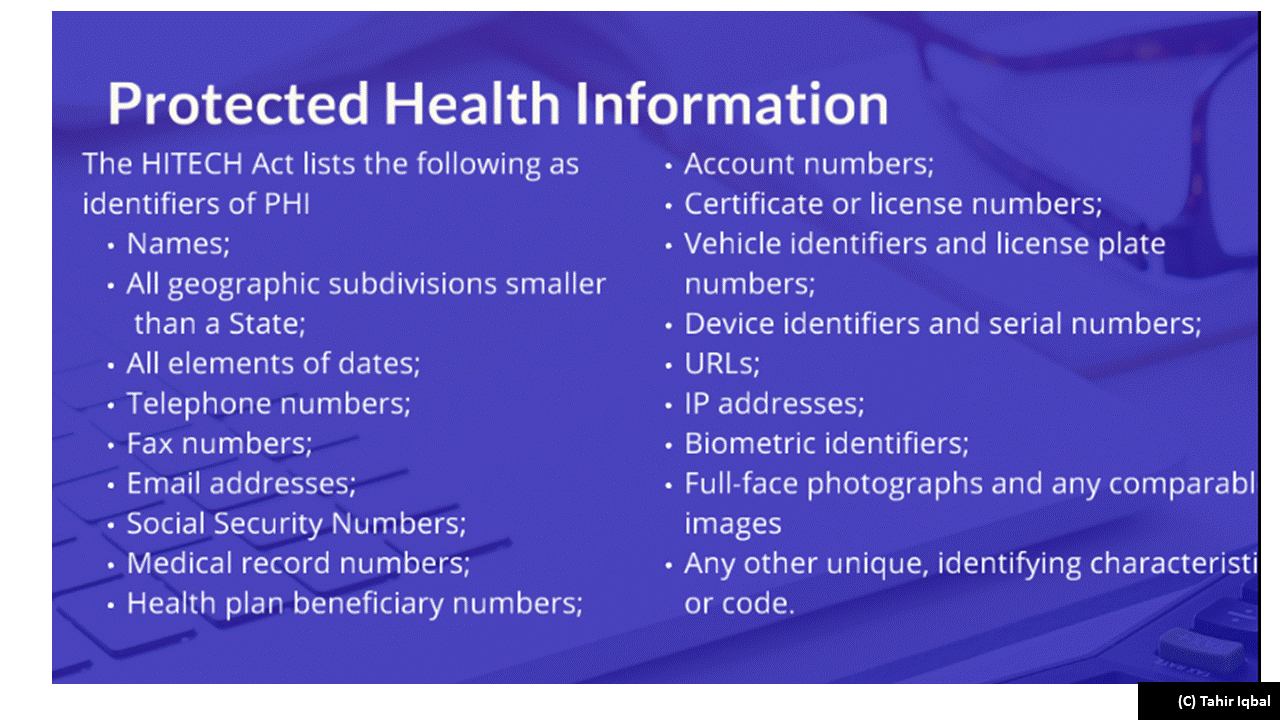 Protected Health Information
The HITECH Act lists the following as
identifiers of PHI
• Names;
• All geographic subdivisions smaller
than a State;
• All elements of dates;
• Telephone numbers;
• Fax numbers;
• Email addresses;
• Social Security Numbers;
• Medical record numbers;
• Health plan beneficiary numbers;
• Account numbers;
• Certificate or license numbers;
• Vehicle identifiers and license plate
numbers;
• Device identifiers and serial numbers;
• URLs;
• IP addresses;
• Biometric identifiers;
• Full-face photographs and any comparabl
images
• Any other unique, identifying characteristi
or code.
TAX RATE
(C) Tahir Iqbal